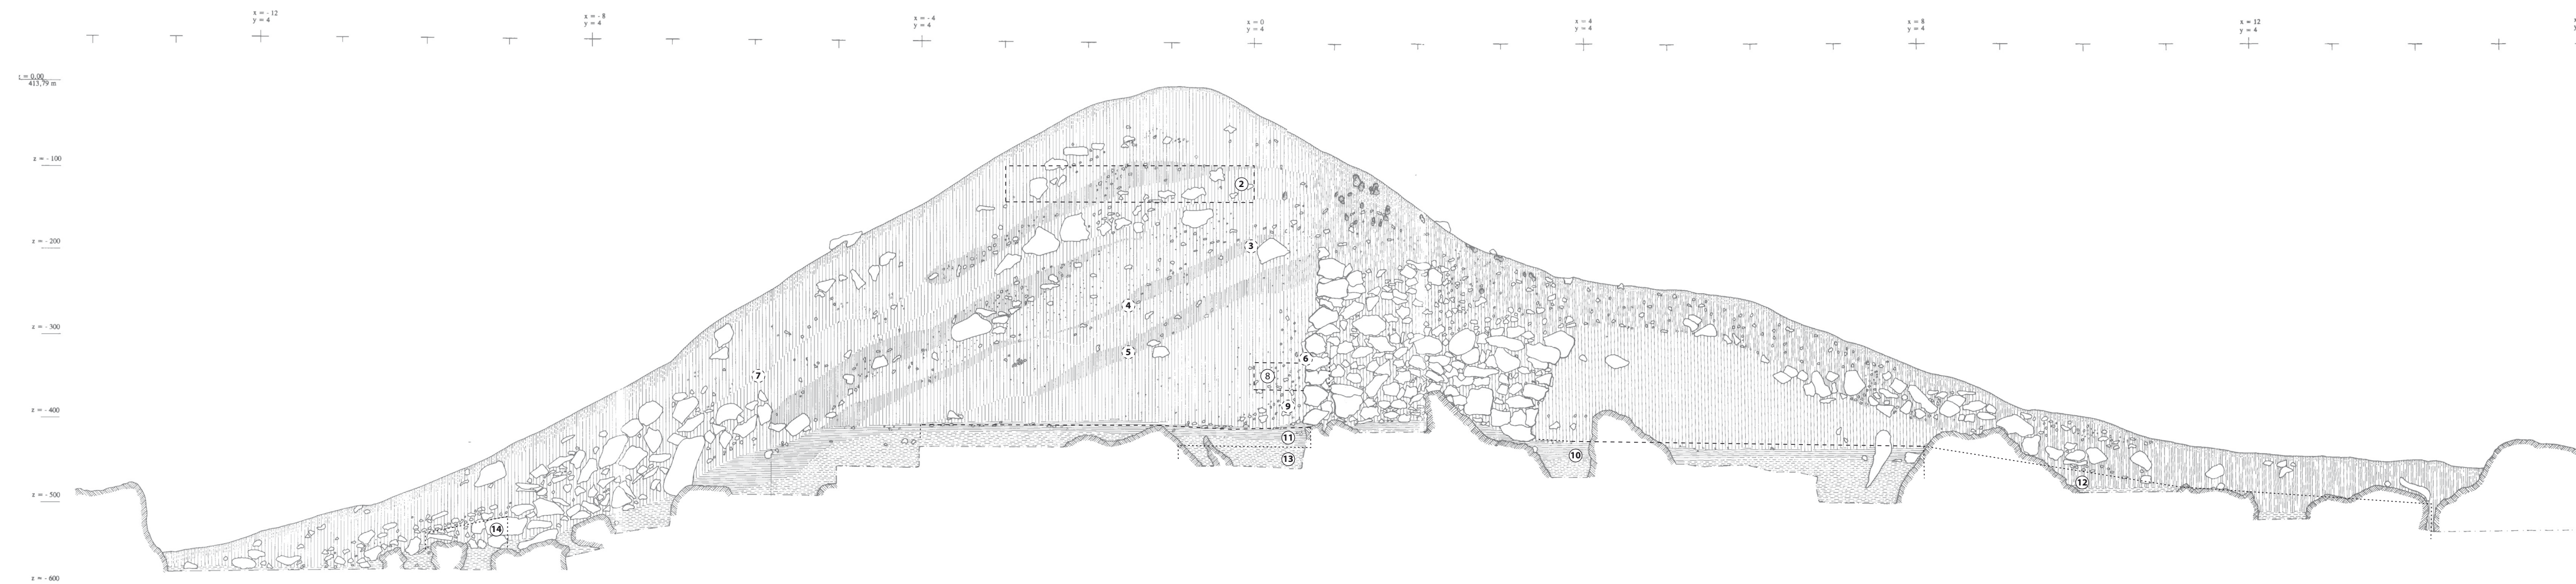 x = - 12
y = 4
x = - 8
y = 4
x = - 4
y = 4
x = 0
y = 4
x = 4
y = 4
x = 8
y = 4
x = 12
y = 4
z = 0.00
413,79 m
z = - 100
z = - 200
z = - 300
z = - 400
z = - 500
z = - 600
2
3
4
5
6
7
8
9
11
13
10
12
14